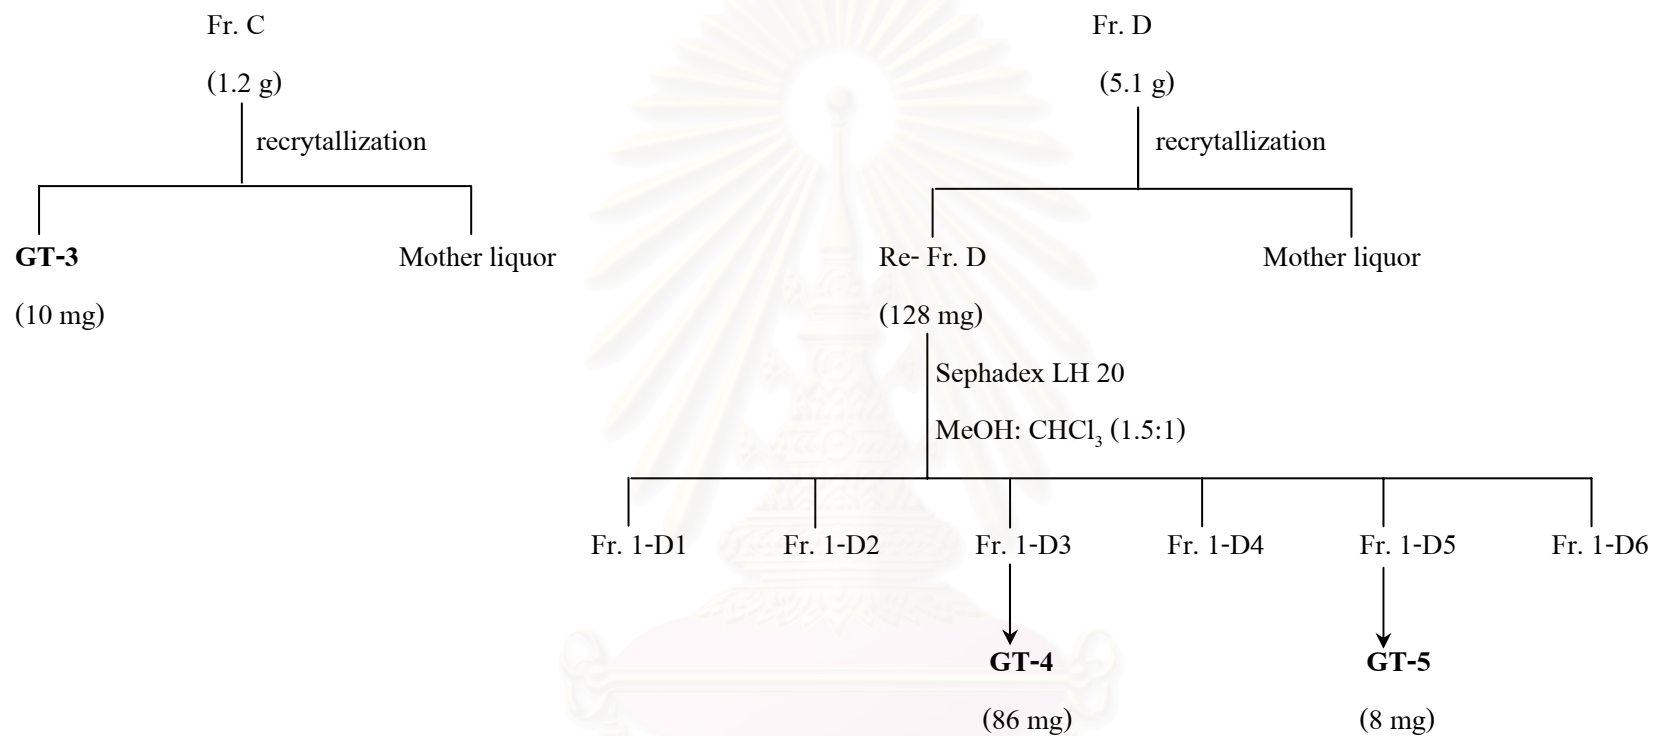 Fr. C
(1.2 g)
recrytallization
GT-3
Mother liquor
(10 mg)
Fr. D
(5.1 g)
recrytallization
Re- Fr. D
Mother liquor
(128 mg)
Sephadex LH 20
MeOH: CHCl₃ (1.5:1)
Fr. 1-D1
Fr. 1-D2
Fr. 1-D3
Fr. 1-D4
Fr. 1-D5
Fr. 1-D6
GT-4
GT-5
(86 mg)
(8 mg)